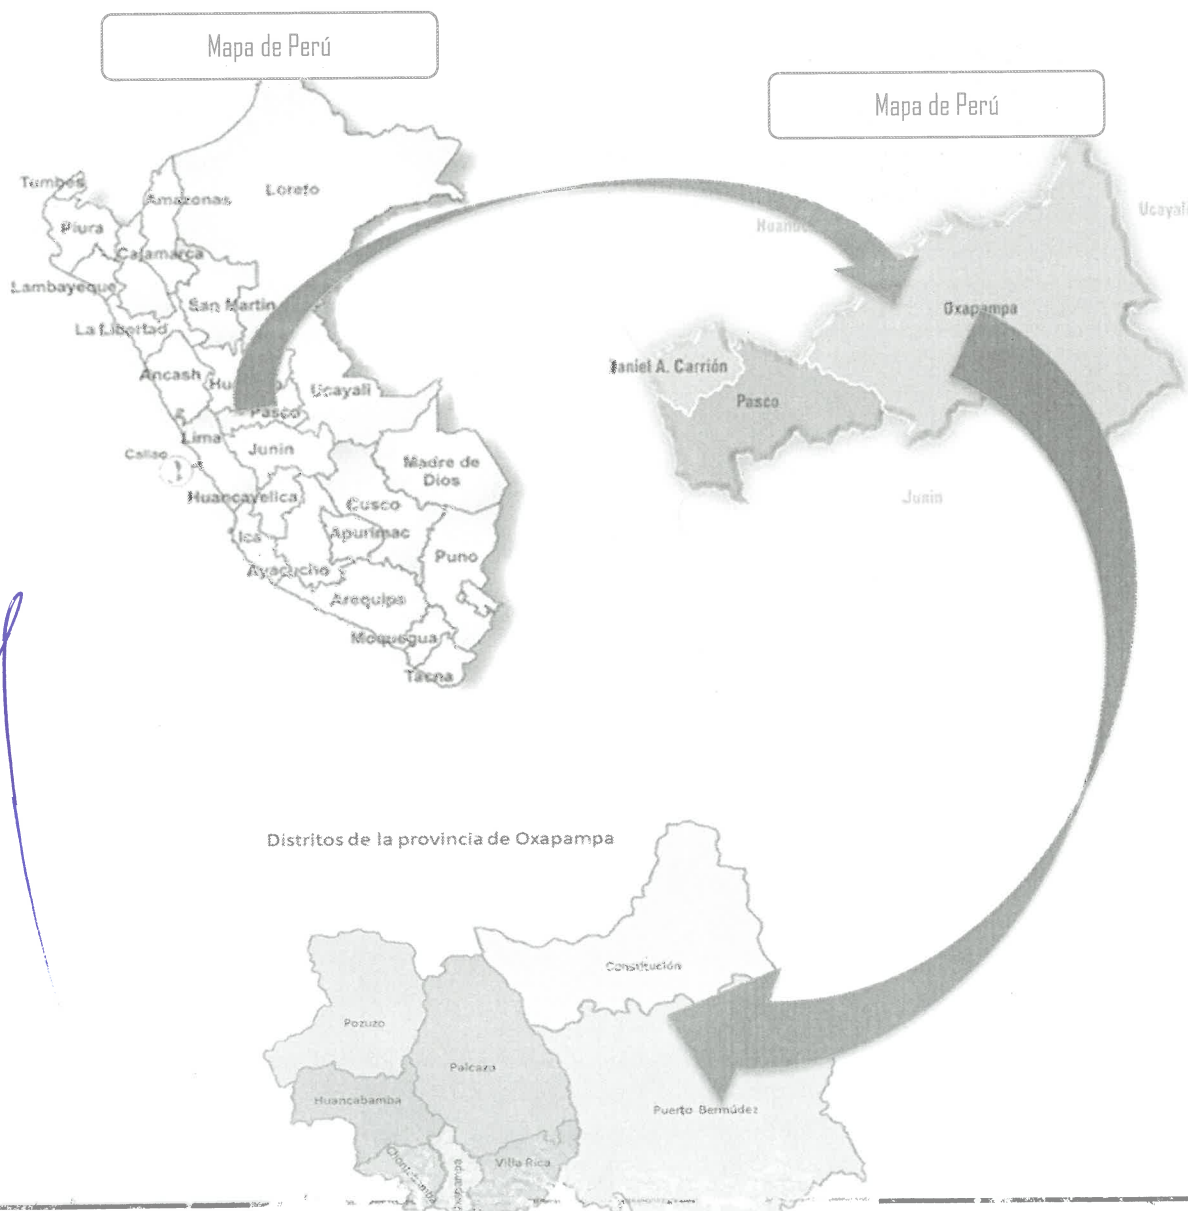 Mapa de Perú
Mapa de Perú
Tumbes
Piura
Amazonas
Loreto
Cajamarca
Lambayeque
San Martin
La Libertad
Ancash
Ucayali
Pasco
Lima
Junin
Callao
Madre de
Dios
Huancavelica
Cusco
Ica
Apurimac
Puno
Ayacucho
Arequipa
Moquegua
Tacna
Ucayali
Oxapampa
Daniel A. Carrión
Pasco
Junin
Distritos de la provincia de Oxapampa
Constitución
Pozuzo
Palcazu
Huancabamba
Puerto Bermúdez
Villa Rica